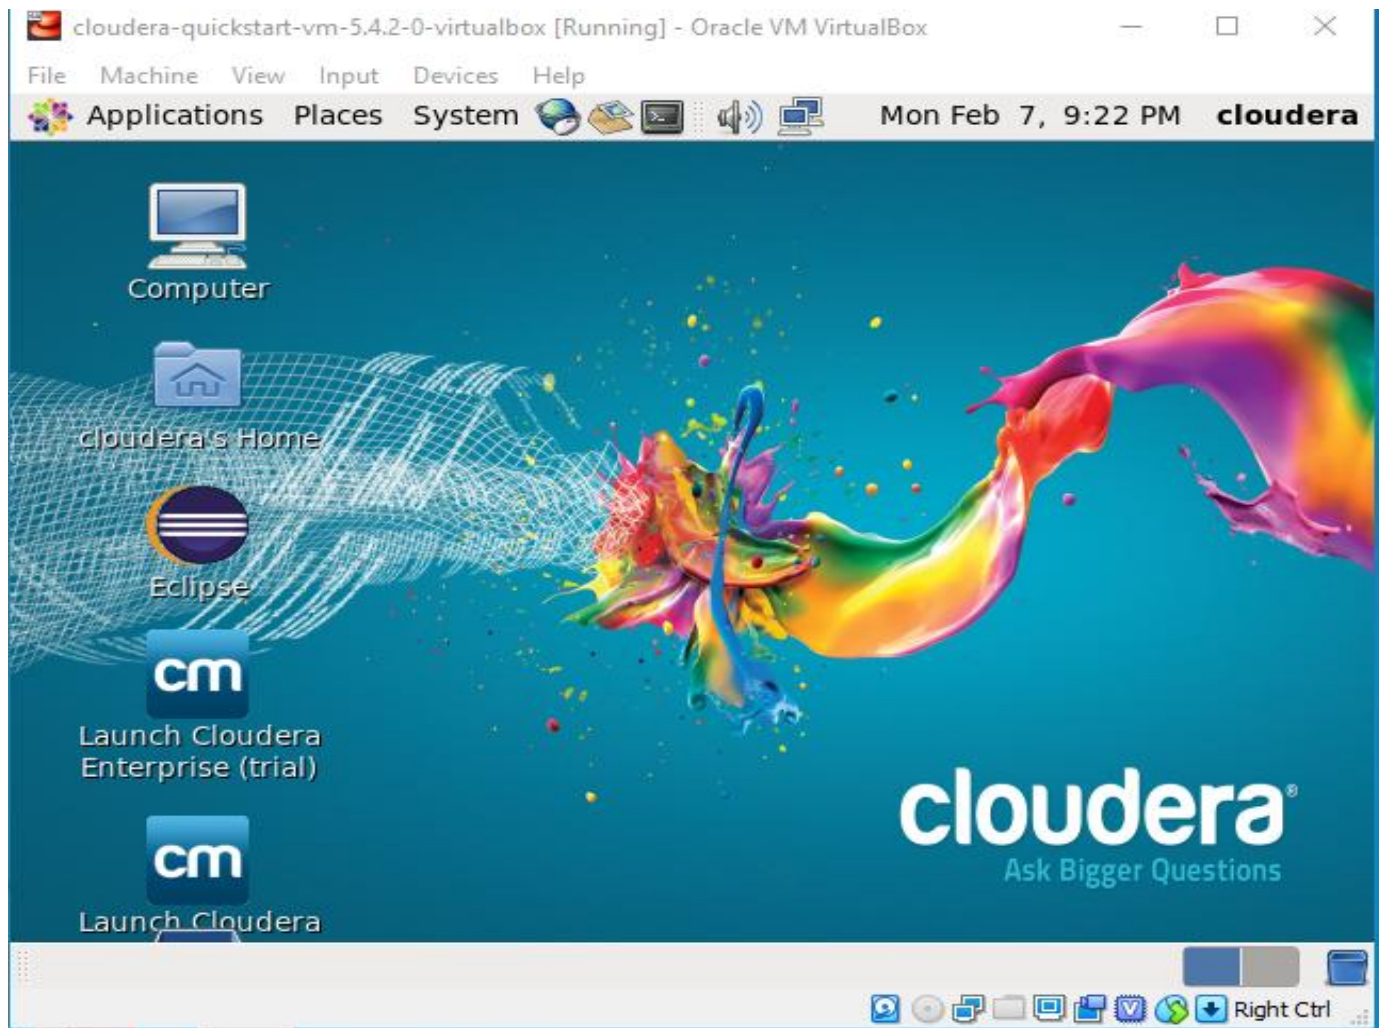 cloudera-quickstart-vm-5.4.2-0-virtualbox [Running] - Oracle VM VirtualBox
File Machine View Input Devices Help
Applications Places System Mon Feb 7, 9:22 PM cloudera
Computer
cloudera's Home
Eclipse
cm
Launch Cloudera
Enterprise (trial)
cm
Launch Cloudera
cloudera®
Ask Bigger Questions
Right Ctrl